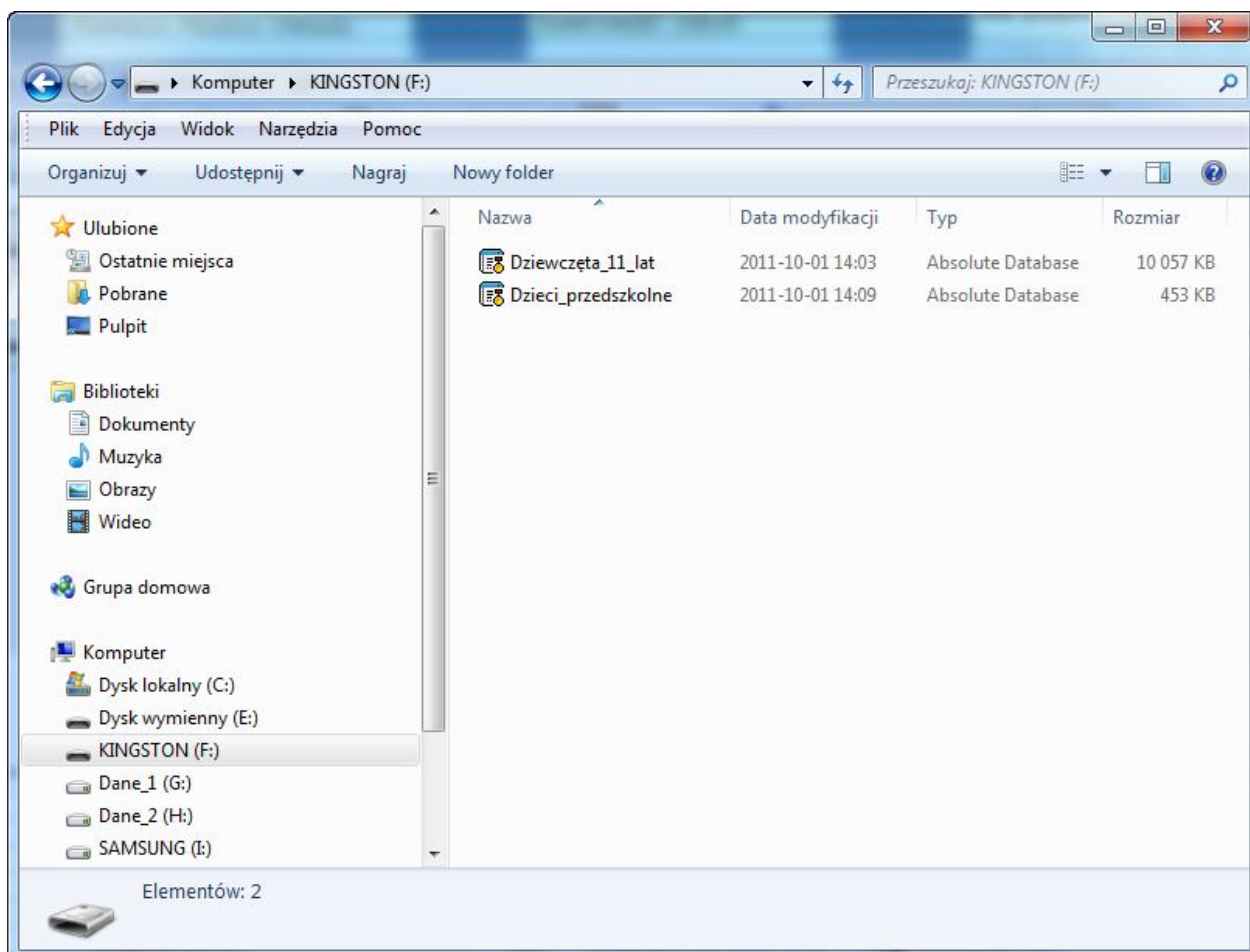 Komputer KINGSTON (F:) Przeszukaj: KINGSTON (F:)
Plik Edycja Widok Narzędzia Pomoc
Organizuj Udostępnij Nagraj Nowy folder
Ulubione
Ostatnie miejsca
Pobrane
Pulpit
Biblioteki
Dokumenty
Muzyka
Obrazy
Wideo
Grupa domowa
Komputer
Dysk lokalny (C:)
Dysk wymienny (E:)
KINGSTON (F:)
Dane_1 (G:)
Dane_2 (H:)
SAMSUNG (I:)
Nazwa Data modyfikacji Typ Rozmiar
Dziewczęta_11_lat 2011-10-01 14:03 Absolute Database 10 057 KB
Dzieci_przedszkolne 2011-10-01 14:09 Absolute Database 453 KB
Elementów: 2